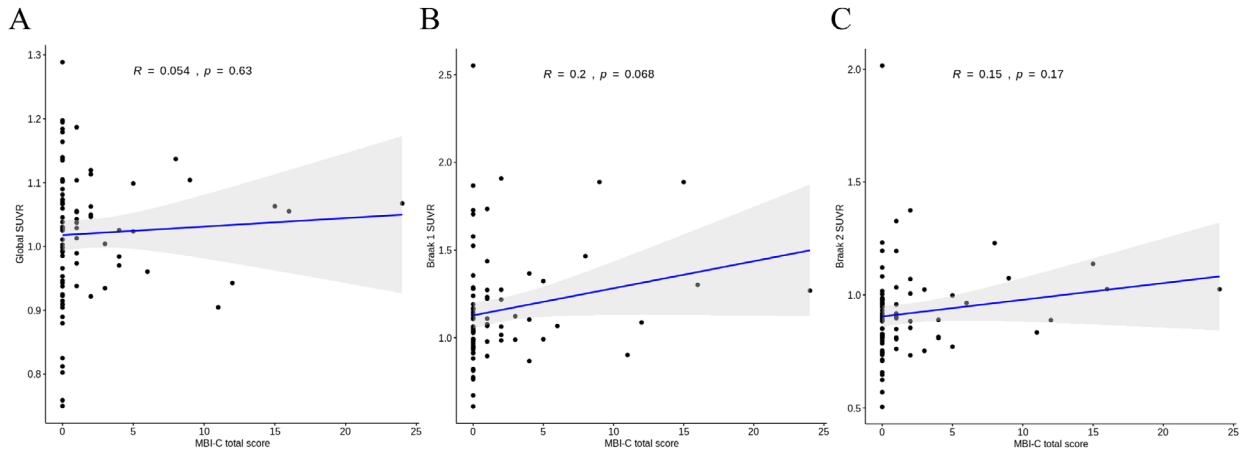 A
R = 0.054 , p = 0.63
Global SUVR
1.3
1.2
1.1
1.0
0.9
0.8
0 5 10 15 20 25
MBI-C total score
B
R = 0.2 , p = 0.068
Braak 1 SUVR
2.5
2.0
1.5
1.0
0 5 10 15 20 25
MBI-C total score
C
R = 0.15 , p = 0.17
Braak 2 SUVR
2.0
1.5
1.0
0.5
0 5 10 15 20 25
MBI-C total score